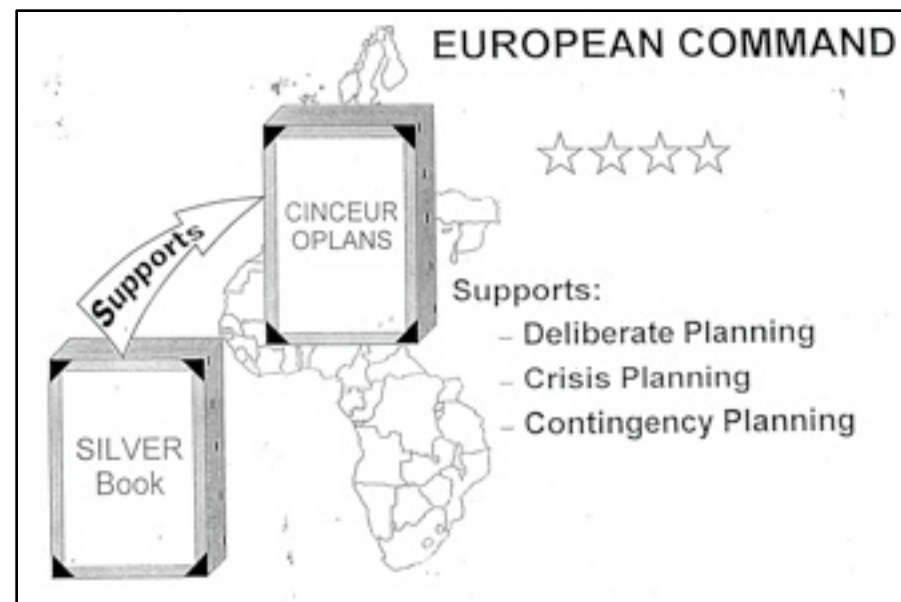 EUROPEAN COMMAND
CINCEUR
OPLANS
Supports
SILVER
Book
Supports:
– Deliberate Planning
– Crisis Planning
– Contingency Planning